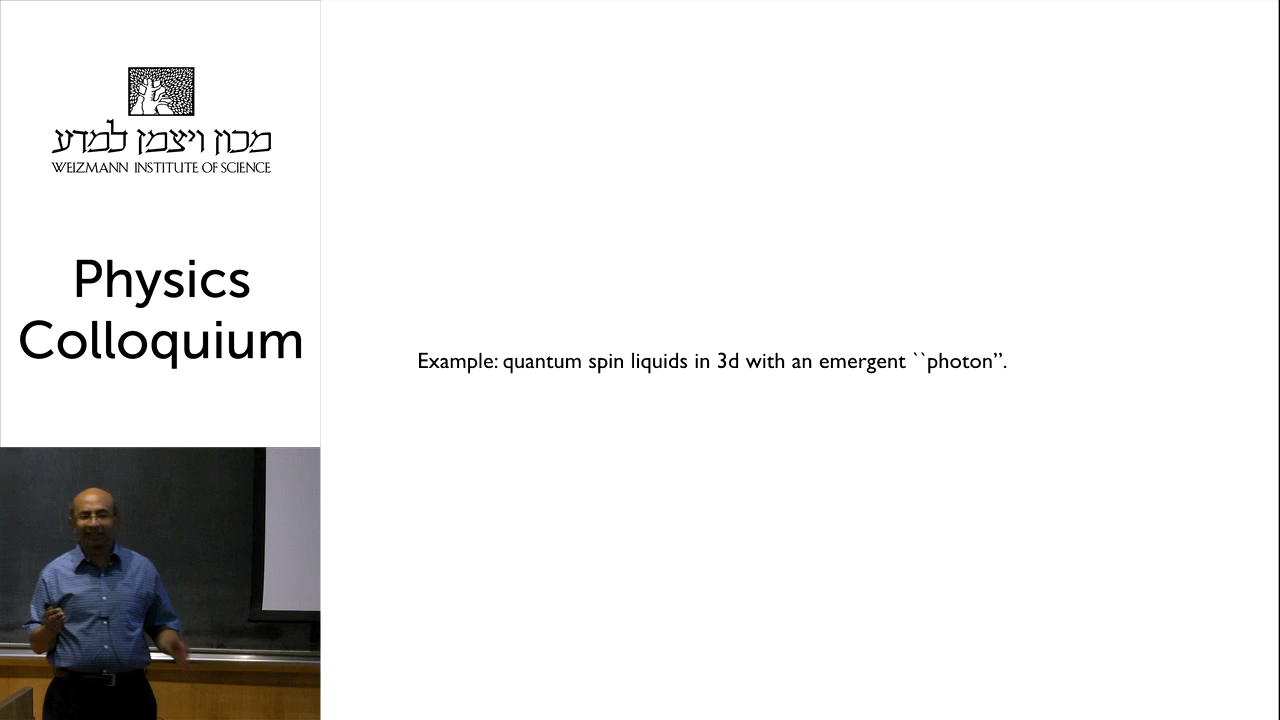 מכון ויצמן למדע
WEIZMANN INSTITUTE OF SCIENCE
Physics
Colloquium
Example: quantum spin liquids in 3d with an emergent ``photon”.